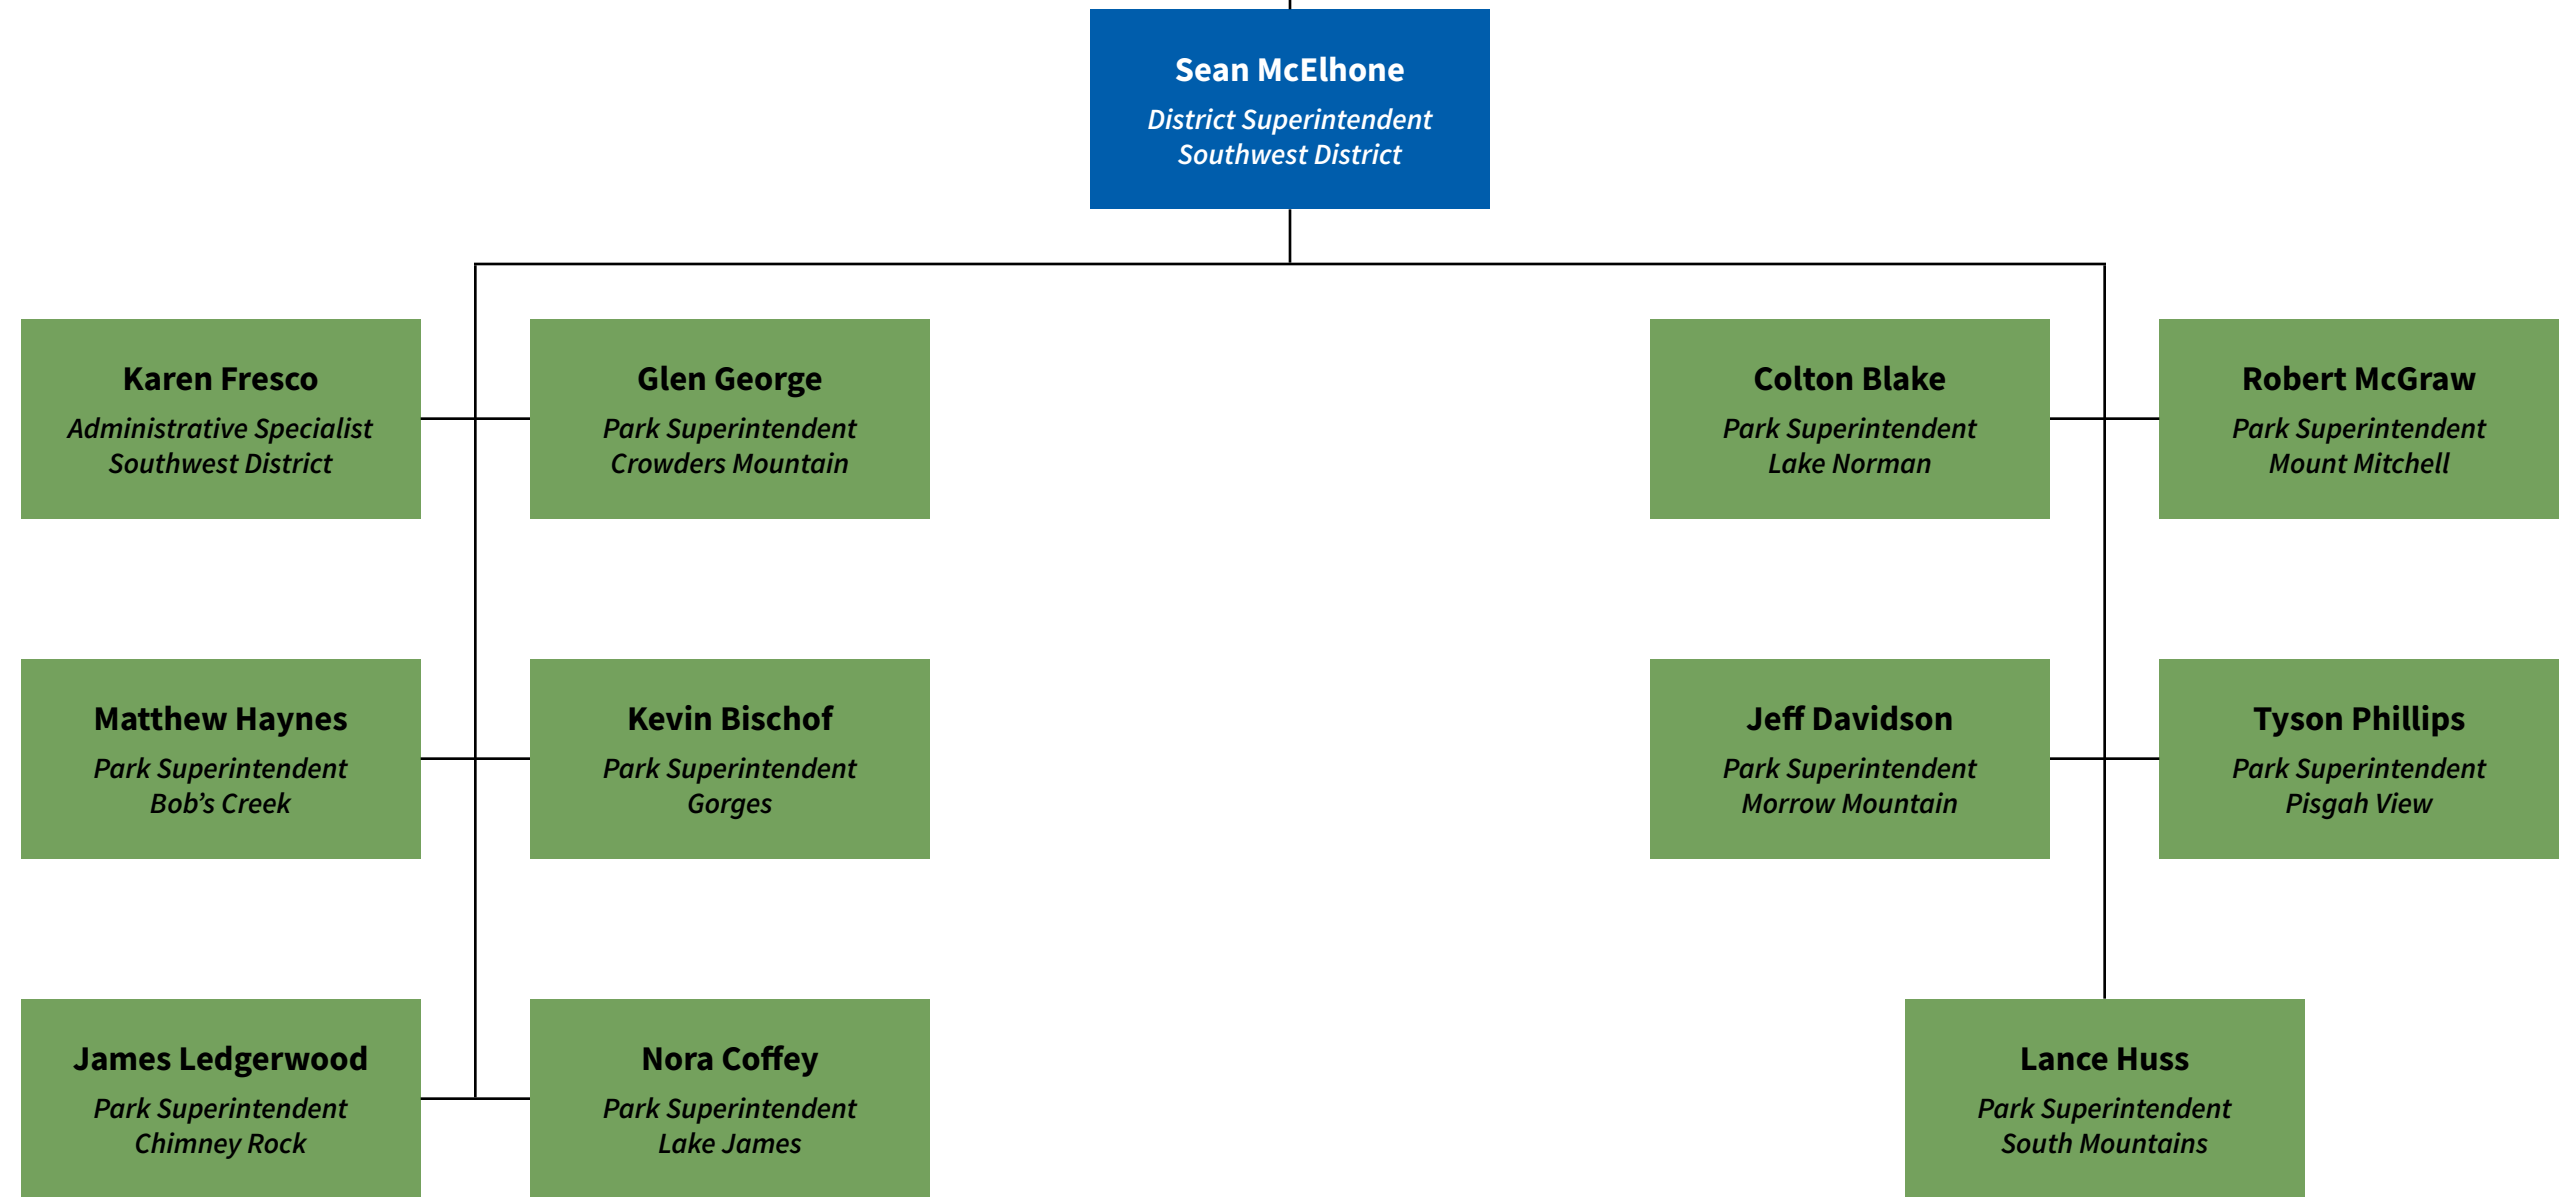 Sean McElhone
District Superintendent
Southwest District
Karen Fresco
Administrative Specialist
Southwest District
Glen George
Park Superintendent
Crowders Mountain
Colton Blake
Park Superintendent
Lake Norman
Robert McGraw
Park Superintendent
Mount Mitchell
Matthew Haynes
Park Superintendent
Bob’s Creek
Kevin Bischof
Park Superintendent
Gorges
Jeff Davidson
Park Superintendent
Morrow Mountain
Tyson Phillips
Park Superintendent
Pisgah View
James Ledgerwood
Park Superintendent
Chimney Rock
Nora Coffey
Park Superintendent
Lake James
Lance Huss
Park Superintendent
South Mountains